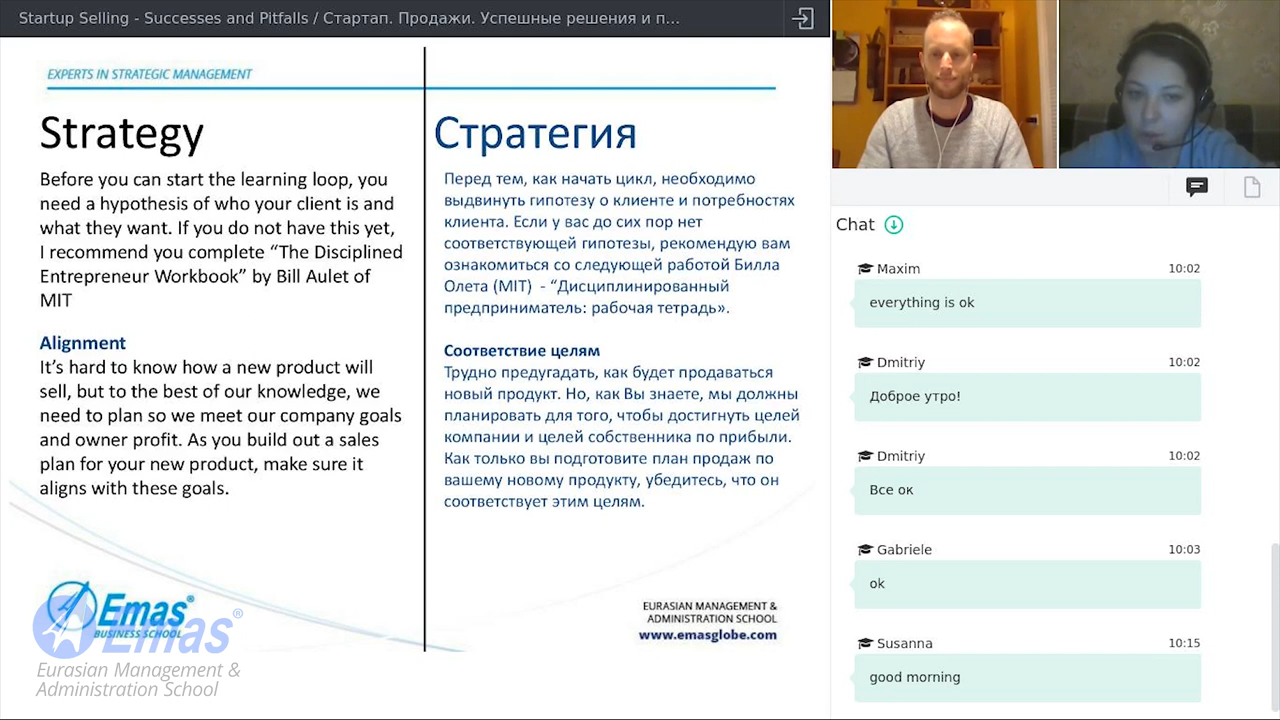 Startup Selling - Successes and Pitfalls / Стартап. Продажи. Успешные решения и п...
EXPERTS IN STRATEGIC MANAGEMENT
Strategy
Before you can start the learning loop, you
need a hypothesis of who your client is and
what they want. If you do not have this yet,
I recommend you complete “The Disciplined
Entrepreneur Workbook” by Bill Aulet of
MIT
Alignment
It’s hard to know how a new product will
sell, but to the best of our knowledge, we
need to plan so we meet our company goals
and owner profit. As you build out a sales
plan for your new product, make sure it
aligns with these goals.
Стратегия
Перед тем, как начать цикл, необходимо
выдвинуть гипотезу о клиенте и потребностях
клиента. Если у вас до сих пор нет
соответствующей гипотезы, рекомендую вам
ознакомиться со следующей работой Билла
Олета (MIT) - “Дисциплинированный
предприниматель: рабочая тетрадь».
Соответствие целям
Трудно предугадать, как будет продаваться
новый продукт. Но, как Вы знаете, мы должны
планировать для того, чтобы достигнуть целей
компании и целей собственника по прибыли.
Как только вы подготовите план продаж по
вашему новому продукту, убедитесь, что он
соответствует этим целям.
Emas®
BUSINESS SCHOOL
Emas®
Eurasian Management &
Administration School
EURASIAN MANAGEMENT &
ADMINISTRATION SCHOOL
www.emasglobe.com
Chat
Maxim 10:02
everything is ok
Dmitriy 10:02
Доброе утро!
Dmitriy 10:02
Все ок
Gabriele 10:03
ok
Susanna 10:15
good morning